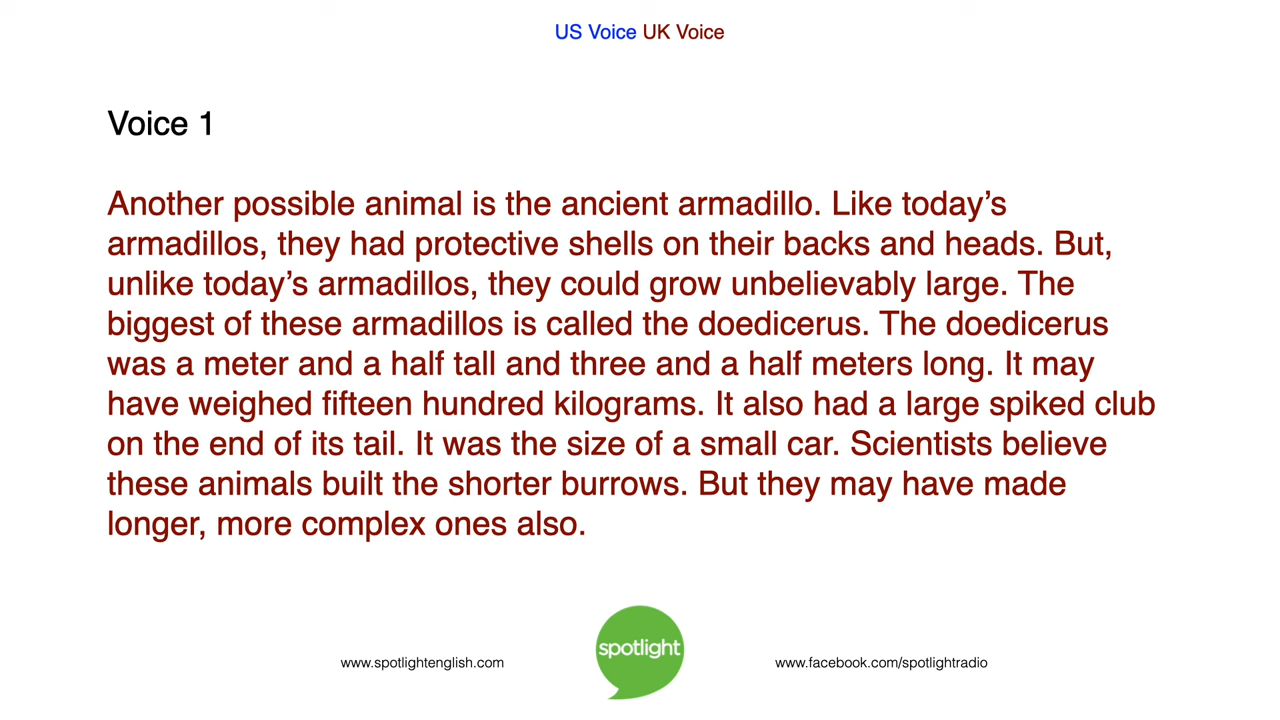 US Voice UK Voice
Voice 1
Another possible animal is the ancient armadillo. Like today’s
armadillos, they had protective shells on their backs and heads. But,
unlike today’s armadillos, they could grow unbelievably large. The
biggest of these armadillos is called the doedicerus. The doedicerus
was a meter and a half tall and three and a half meters long. It may
have weighed fifteen hundred kilograms. It also had a large spiked club
on the end of its tail. It was the size of a small car. Scientists believe
these animals built the shorter burrows. But they may have made
longer, more complex ones also.
spotlight
www.spotlightenglish.com
www.facebook.com/spotlightradio